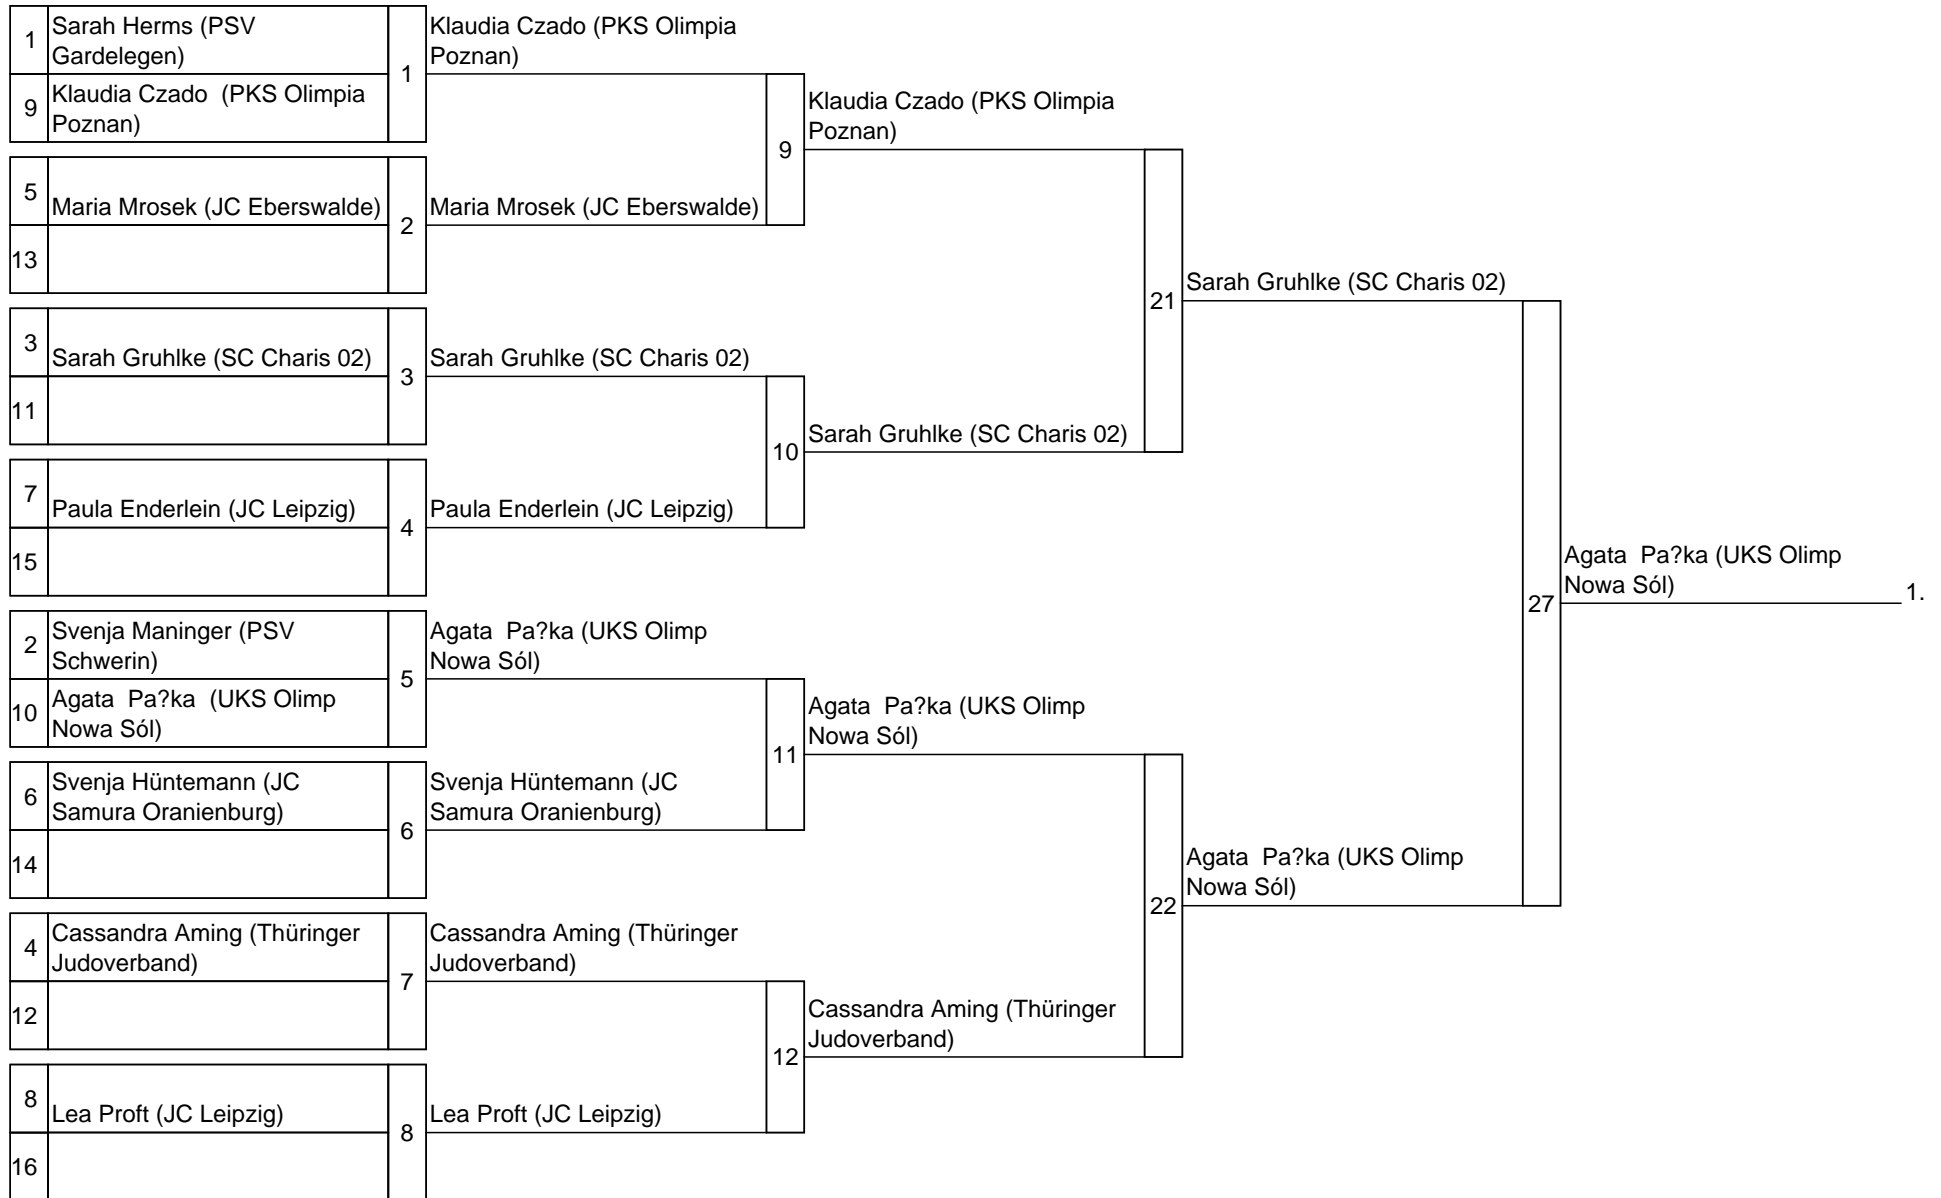 1
Sarah Herms (PSV
Gardelegen)
9
Klaudia Czado  (PKS Olimpia
Poznan)
1
5
Maria Mrosek (JC Eberswalde)
13
2
3
Sarah Gruhlke (SC Charis 02)
11
3
7
Paula Enderlein (JC Leipzig)
15
4
2
Svenja Maninger (PSV
Schwerin)
10
Agata  Pa?ka  (UKS Olimp
Nowa Sól)
5
6
Svenja Hüntemann (JC
Samura Oranienburg)
14
6
4
Cassandra Aming (Thüringer
Judoverband)
12
7
8
Lea Proft (JC Leipzig)
16
8
Klaudia Czado (PKS Olimpia
Poznan)
Maria Mrosek (JC Eberswalde)
9
Sarah Gruhlke (SC Charis 02)
Paula Enderlein (JC Leipzig)
10
Agata  Pa?ka (UKS Olimp
Nowa Sól)
Svenja Hüntemann (JC
Samura Oranienburg)
11
Cassandra Aming (Thüringer
Judoverband)
Lea Proft (JC Leipzig)
12
Klaudia Czado (PKS Olimpia
Poznan)
Sarah Gruhlke (SC Charis 02)
21
Agata  Pa?ka (UKS Olimp
Nowa Sól)
Cassandra Aming (Thüringer
Judoverband)
22
Sarah Gruhlke (SC Charis 02)
Agata  Pa?ka (UKS Olimp
Nowa Sól)
27
Agata  Pa?ka (UKS Olimp
Nowa Sól)
1.